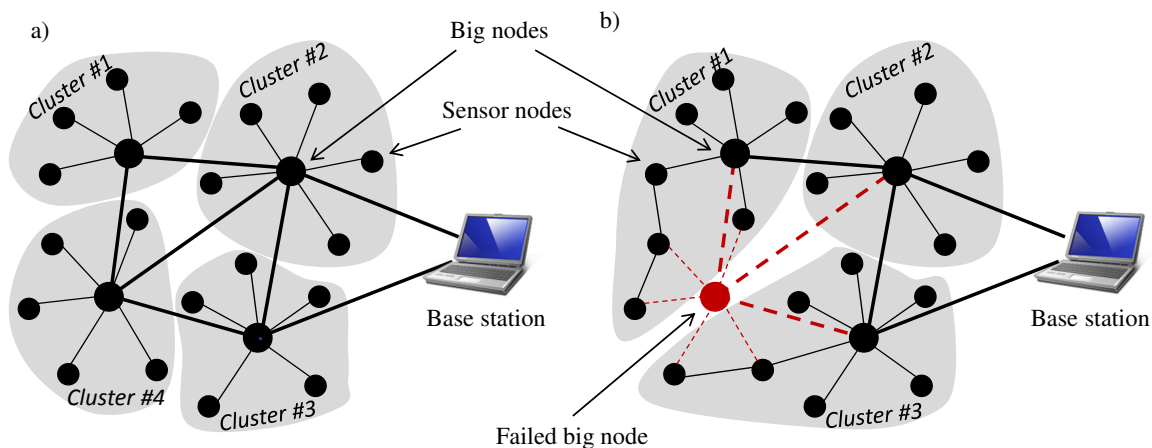 a)
Cluster #1
Cluster #2
Cluster #4
Cluster #3
Base station
Big nodes
Sensor nodes
Failed big node
b)
Cluster #1
Cluster #2
Cluster #3
Base station